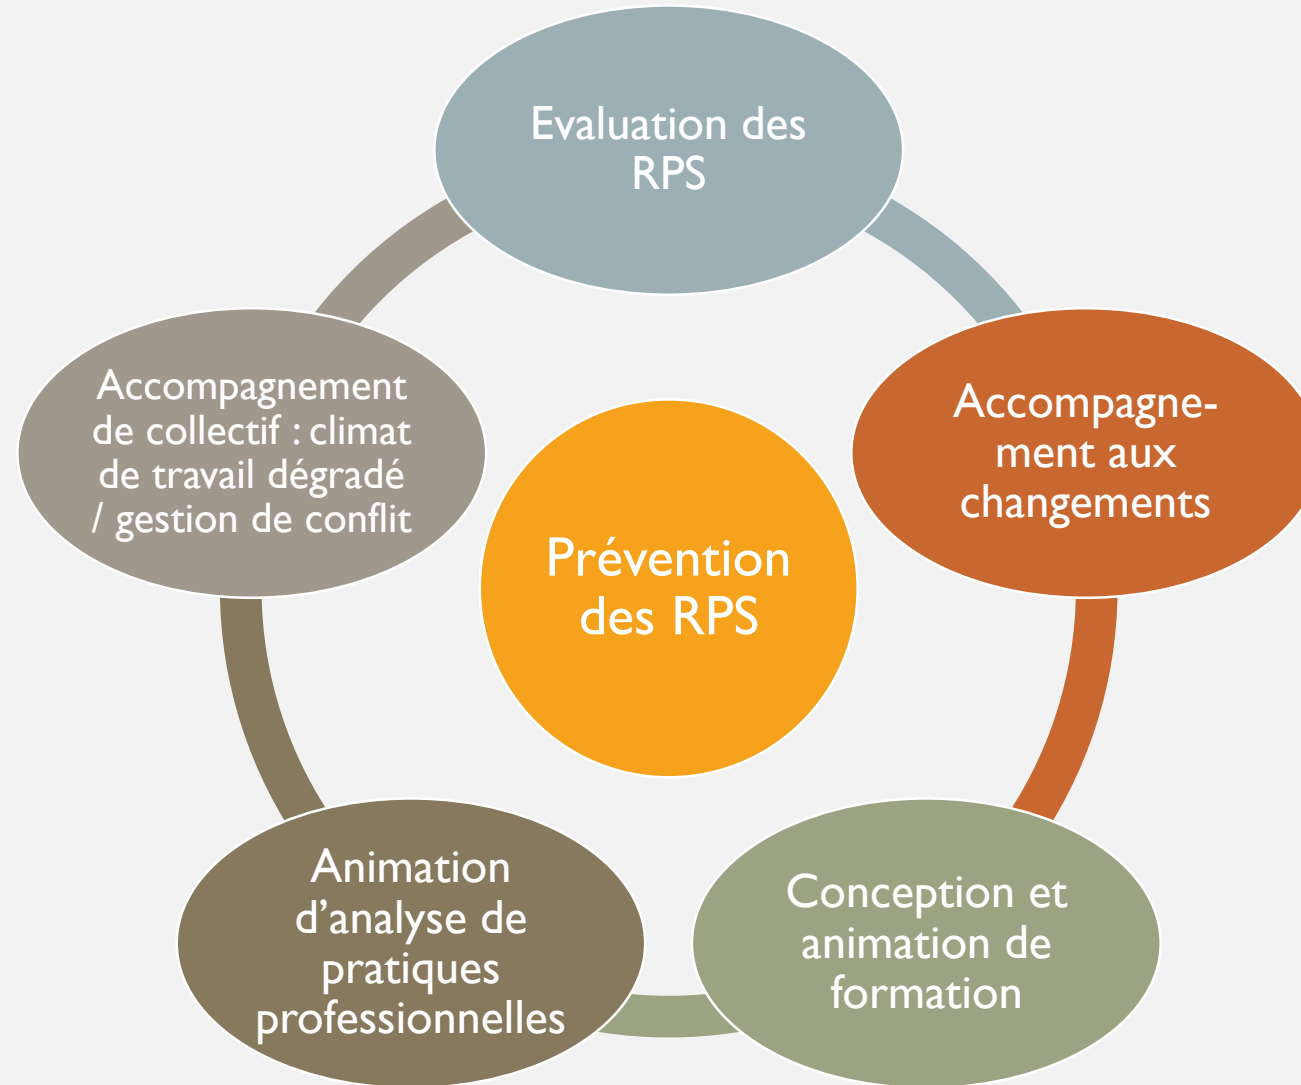 Evaluation des
RPS
Accompagne-
ment aux
changements
Conception et
animation de
formation
Animation
d’analyse de
pratiques
professionnelles
Accompagnement
de collectif : climat
de travail dégradé
/ gestion de conflit
Prévention
des RPS